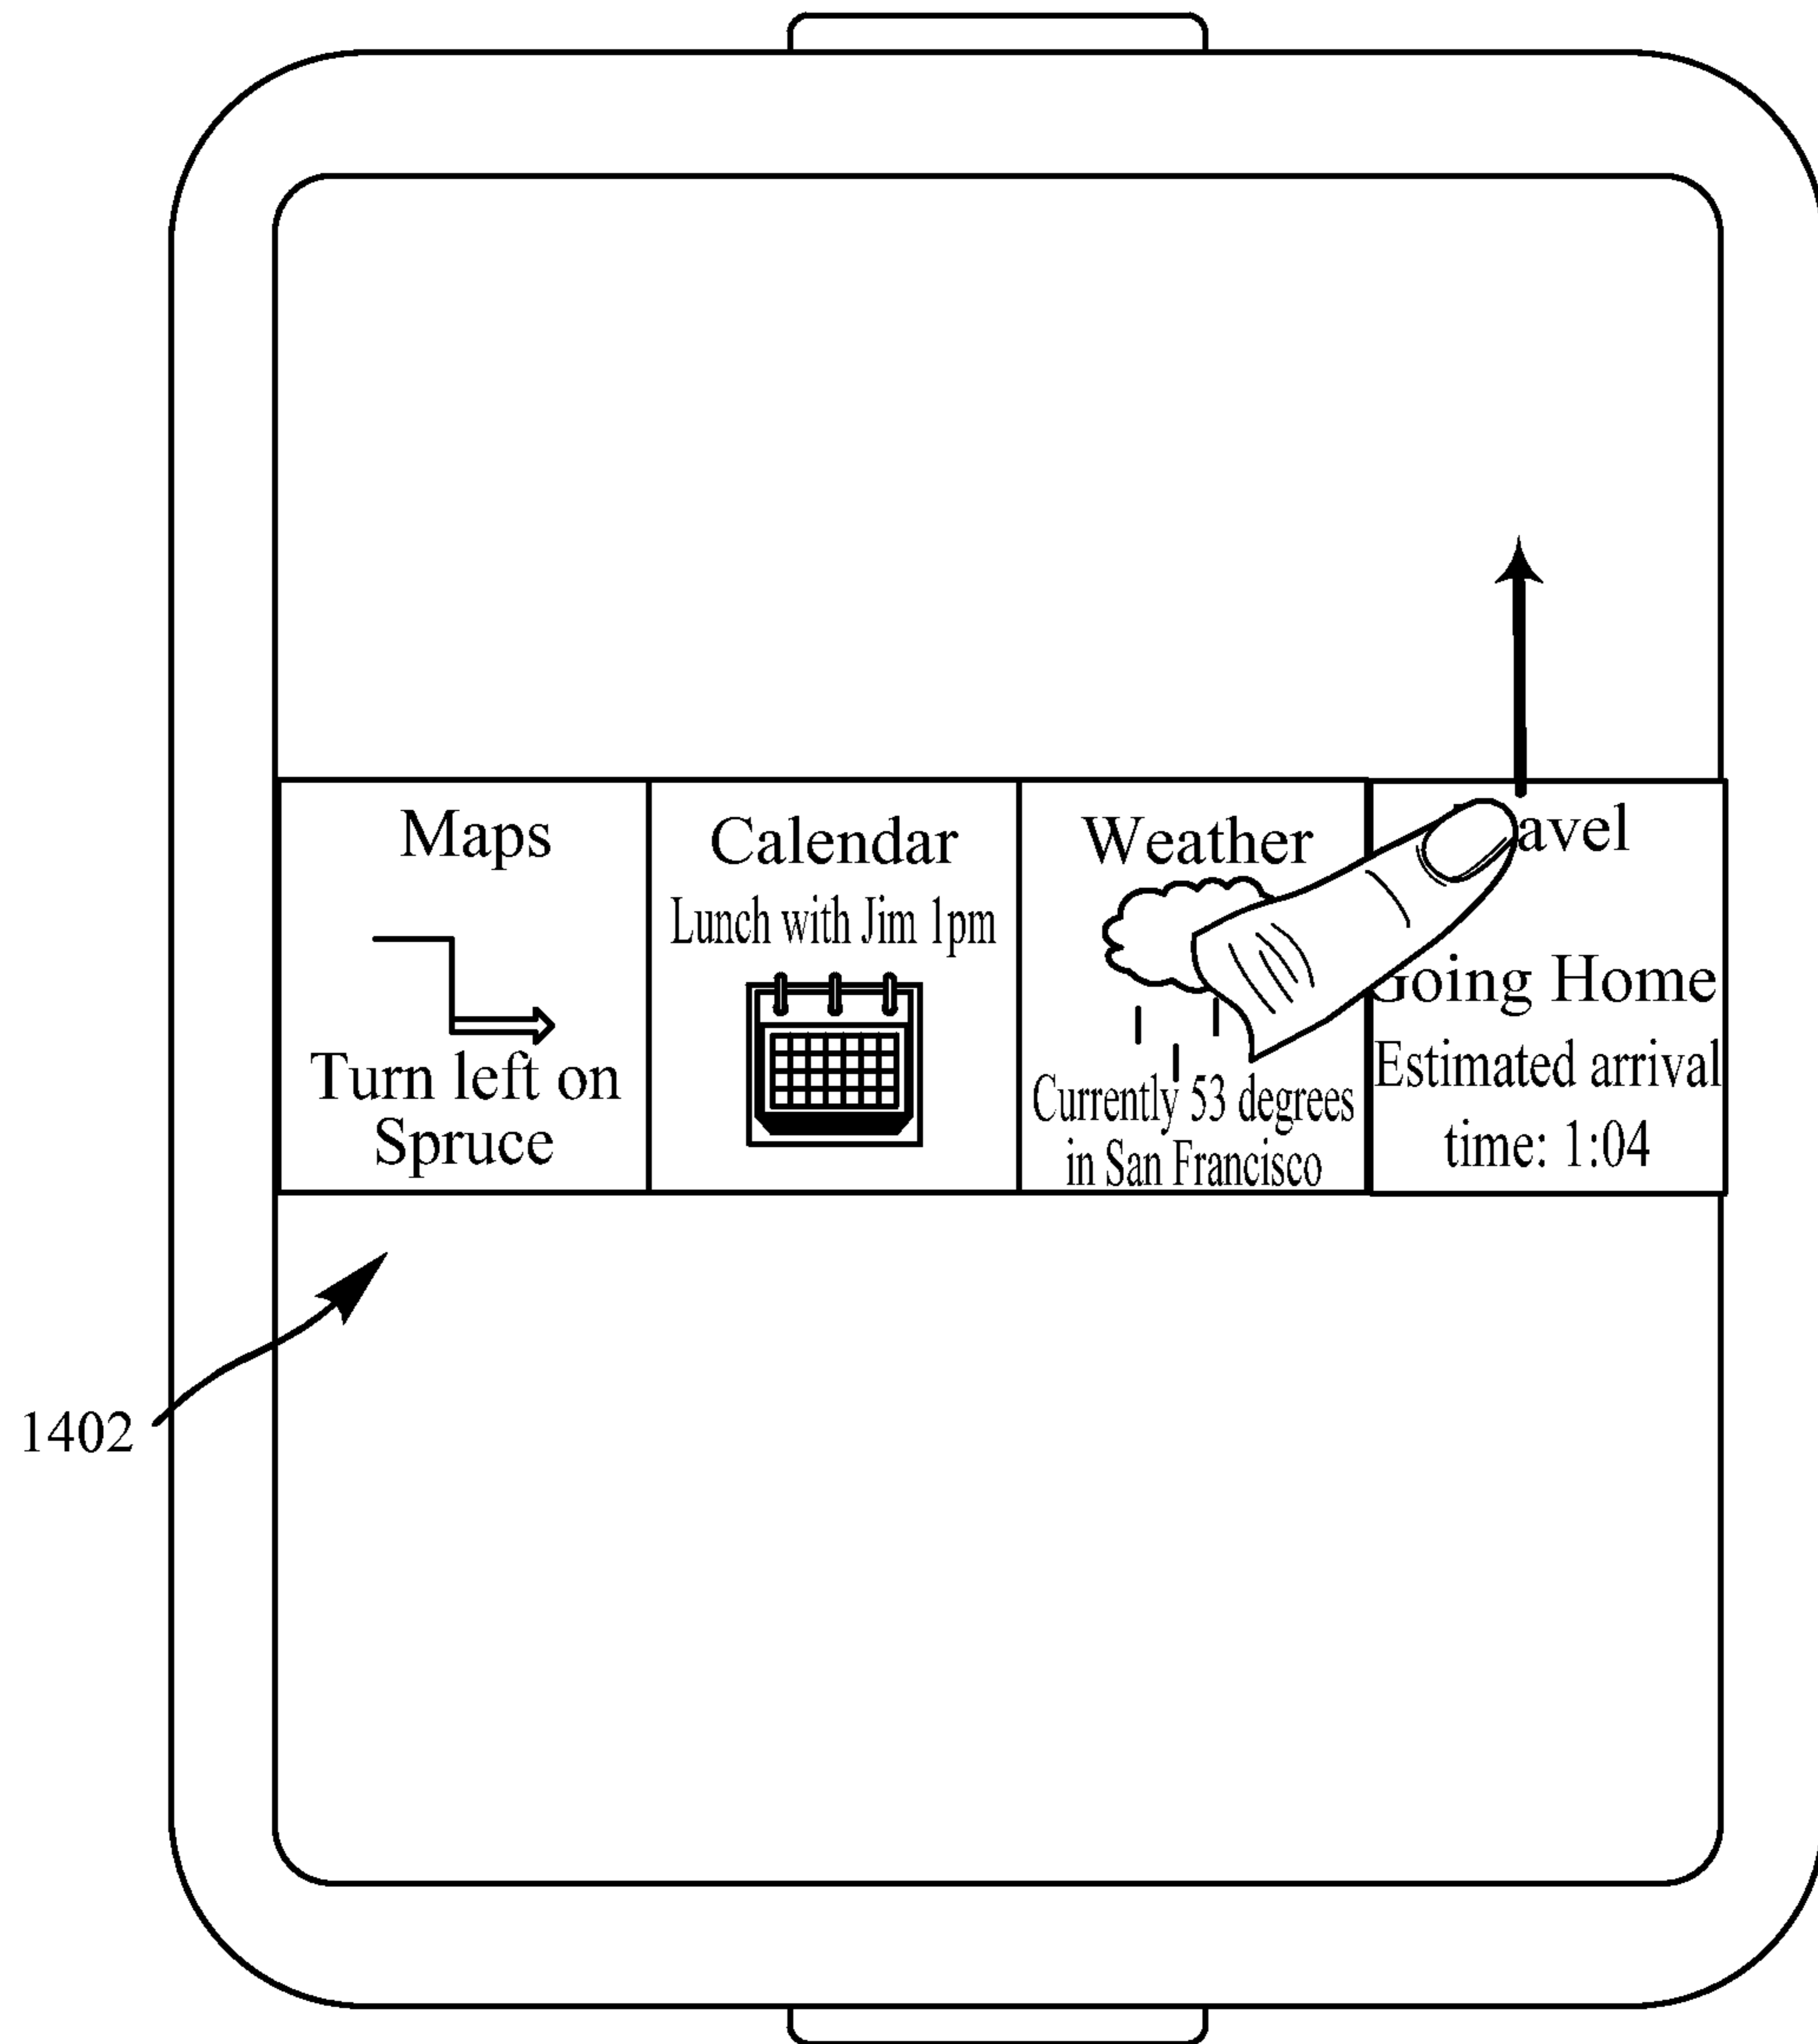 Maps
Turn left on
Spruce
Calendar
Lunch with Jim 1pm
Weather
Currently 53 degrees
in San Francisco
avel
Going Home
Estimated arrival
time: 1:04
1402